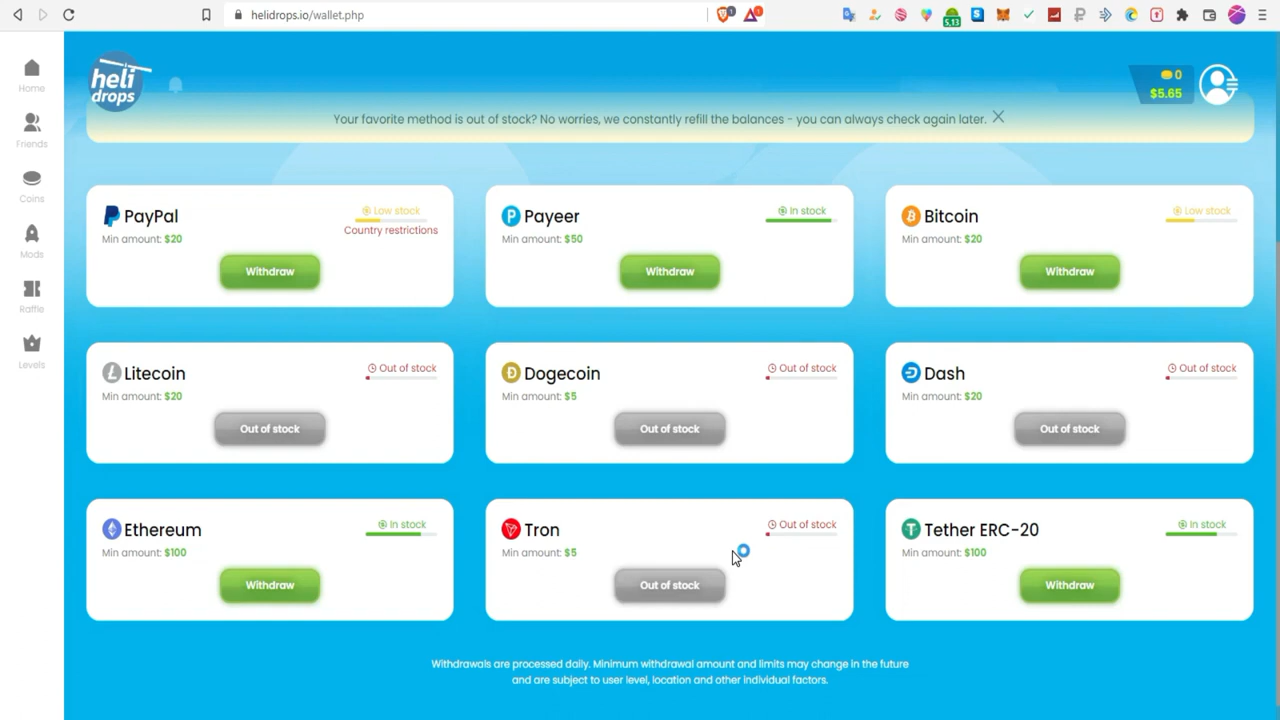 helidrops.io/wallet.php
1
1
5,13
heli
drops
0
$5.65
Home
Friends
Coins
Mods
Raffle
Levels
Your favorite method is out of stock? No worries, we constantly refill the balances - you can always check again later.
PayPal
Low stock
Country restrictions
Min amount: $20
Withdraw
Payeer
In stock
Min amount: $50
Withdraw
Bitcoin
Low stock
Min amount: $20
Withdraw
Litecoin
Out of stock
Min amount: $20
Out of stock
Dogecoin
Out of stock
Min amount: $5
Out of stock
Dash
Out of stock
Min amount: $20
Out of stock
Ethereum
In stock
Min amount: $100
Withdraw
Tron
Out of stock
Min amount: $5
Out of stock
Tether ERC-20
In stock
Min amount: $100
Withdraw
Withdrawals are processed daily. Minimum withdrawal amount and limits may change in the future
and are subject to user level, location and other individual factors.